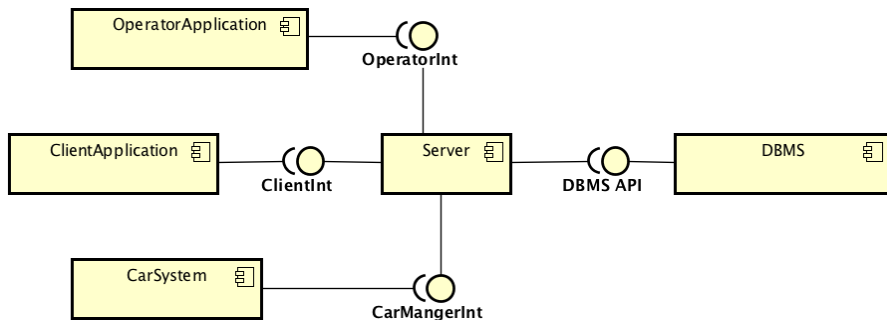 OperatorApplication
OperatorInt
ClientApplication
Server
DBMS
ClientInt
DBMS API
CarSystem
CarMangerInt